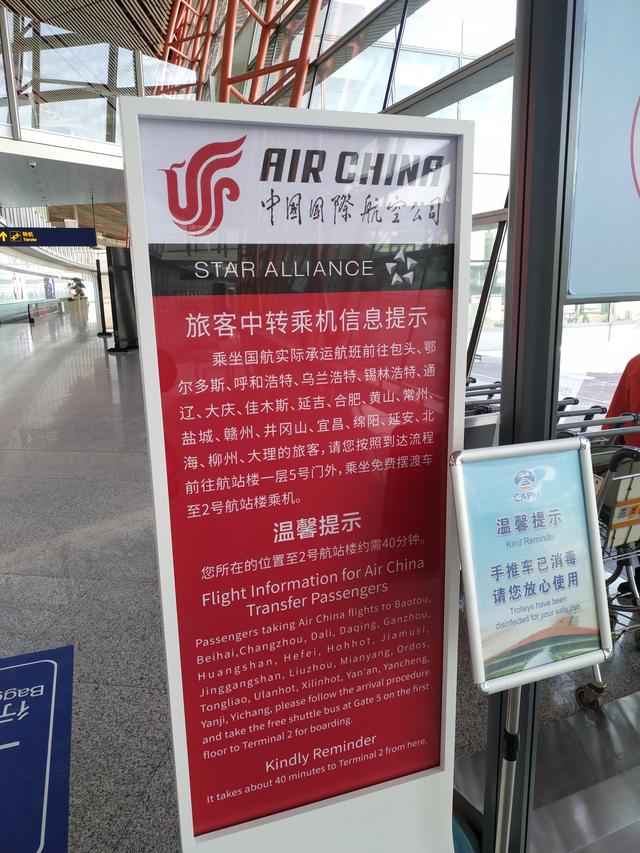 AIR CHINA
中国国際航空公司
STAR ALLIANCE
旅客中转乘机信息提示
乘坐国航实际承运航班前往包头、鄂
尔多斯、呼和浩特、乌兰浩特、锡林浩特、通
辽、大庆、佳木斯、延吉、合肥、黄山、常州、
盐城、赣州、井冈山、宜昌、绵阳、延安、北
海、柳州、大理的旅客，请您按照到达流程
前往航站楼一层5号门外，乘坐免费摆渡车
至2号航站楼乘机。
温馨提示
您所在的位置至2号航站楼约需40分钟。
Flight Information for Air China
Transfer Passengers
Passengers taking Air China flights to Baotou,
Beihai,Changzhou, Dali, Daqing, Ganzhou,
Huangshan, Hefei, Hohhot, Jiamusi,
Jinggangshan, Liuzhou, Mianyang, Ordos,
Tongliao, Ulanhot, Xilinhot, Yan'an, Yancheng,
Yanji, Yichang, please follow the arrival procedure
and take the free shuttle bus at Gate 5 on the first
floor to Terminal 2 for boarding.
Kindly Reminder
It takes about 40 minutes to Terminal 2 from here.
CAPM
温馨提示
Kind Reminder
手推车已消毒
请您放心使用
Trolleys have been
disinfected for your safe use
转机
Transfer
行
Bagg